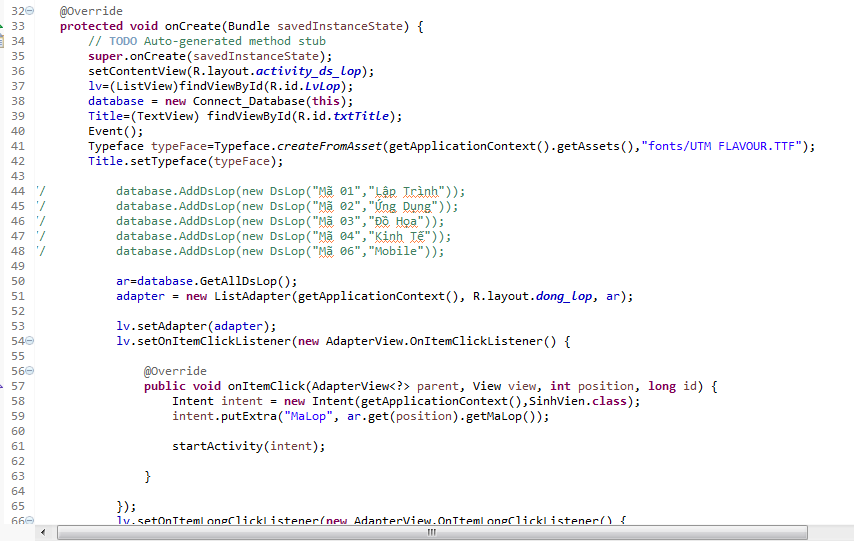 32 @Override
33 protected void onCreate(Bundle savedInstanceState) {
34 // TODO Auto-generated method stub
35 super.onCreate(savedInstanceState);
36 setContentView(R.layout.activity_ds_lop);
37 lv=(ListView)findViewById(R.id.LvLop);
38 database = new Connect_Database(this);
39 Title=(TextView) findViewById(R.id.txtTitle);
40 Event();
41 Typeface typeFace=Typeface.createFromAsset(getApplicationContext().getAssets(),"fonts/UTM FLAVOUR.TTF");
42 Title.setTypeface(typeFace);
43
44 '/ database.AddDsLop(new DsLop("Mã 01","Lập Trình"));
45 '/ database.AddDsLop(new DsLop("Mã 02","Ứng Dụng"));
46 '/ database.AddDsLop(new DsLop("Mã 03","Đồ Họa"));
47 '/ database.AddDsLop(new DsLop("Mã 04","Kinh Tế"));
48 '/ database.AddDsLop(new DsLop("Mã 06","Mobile"));
49
50 ar=database.GetAllDsLop();
51 adapter = new ListAdapter(getApplicationContext(), R.layout.dong_lop, ar);
52
53 lv.setAdapter(adapter);
54 lv.setOnItemClickListener(new AdapterView.OnItemClickListener() {
55
56 @Override
57 public void onItemClick(AdapterView<?> parent, View view, int position, long id) {
58 Intent intent = new Intent(getApplicationContext(),SinhVien.class);
59 intent.putExtra("MaLop", ar.get(position).getMaLop());
60
61 startActivity(intent);
62
63 }
64
65 });
66 lv.setOnItemLongClickListener(new AdapterView.OnItemLongClickListener() {